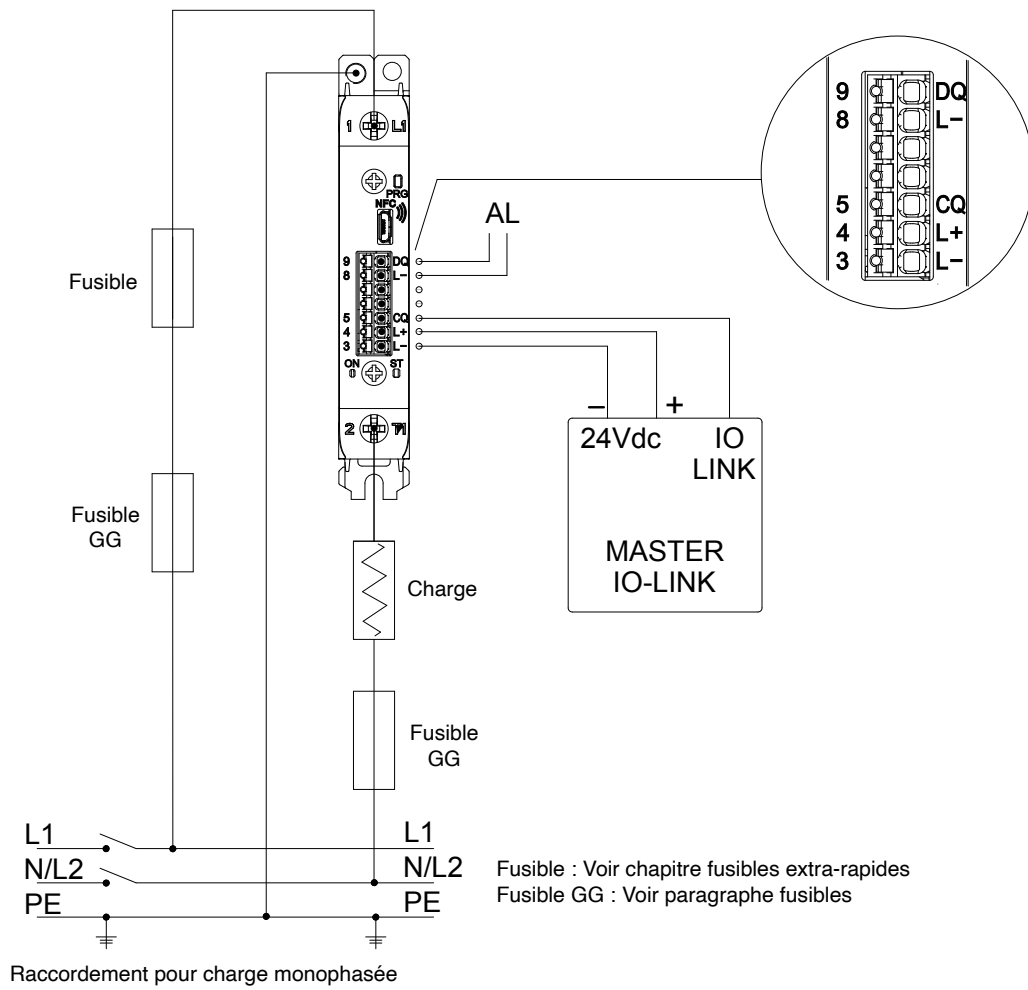 1 L1
PRG
NFC
9 DQ
8 L-
5 CQ
4 L+
3 L-
ON ST
2 T1
AL
9 DQ
8 L-
5 CQ
4 L+
3 L-
Fusible
Fusible
GG
– +
24Vdc IO
LINK
MASTER
IO-LINK
Charge
Fusible
GG
L1 L1
N/L2 N/L2
PE PE
Fusible : Voir chapitre fusibles extra-rapides
Fusible GG : Voir paragraphe fusibles
Raccordement pour charge monophasée